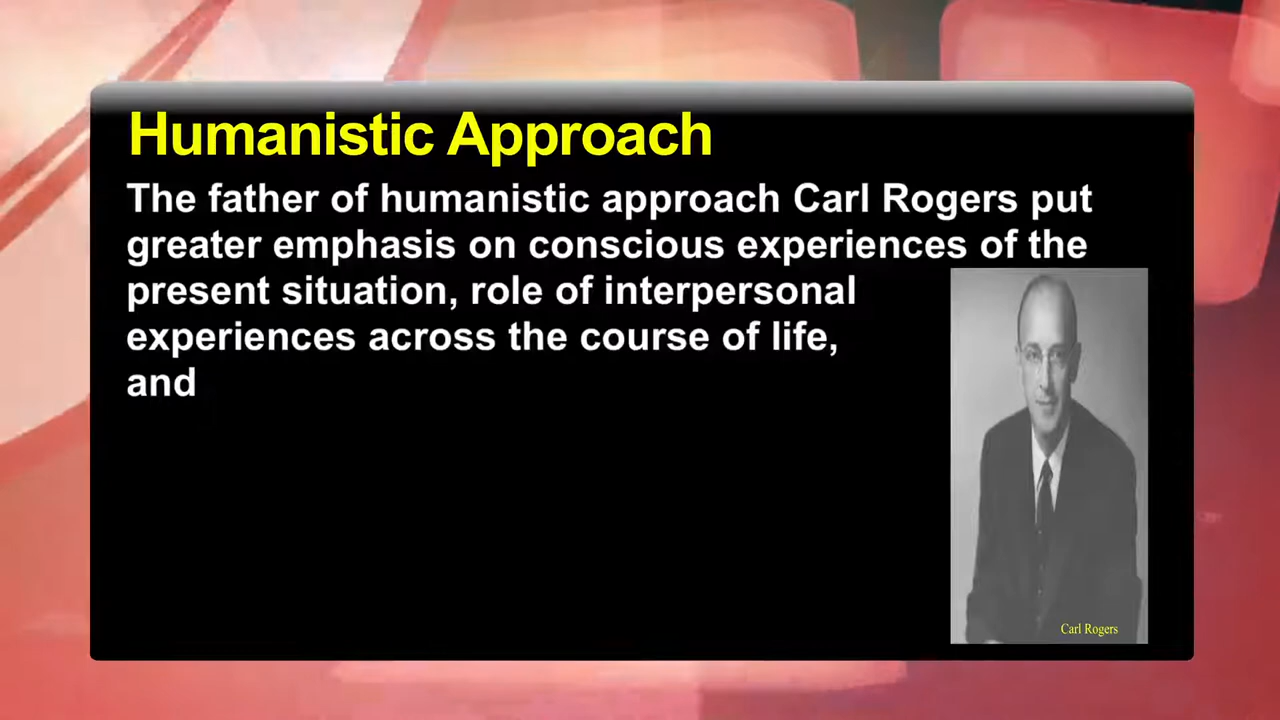 Humanistic Approach
The father of humanistic approach Carl Rogers put
greater emphasis on conscious experiences of the
present situation, role of interpersonal
experiences across the course of life,
and
Carl Rogers